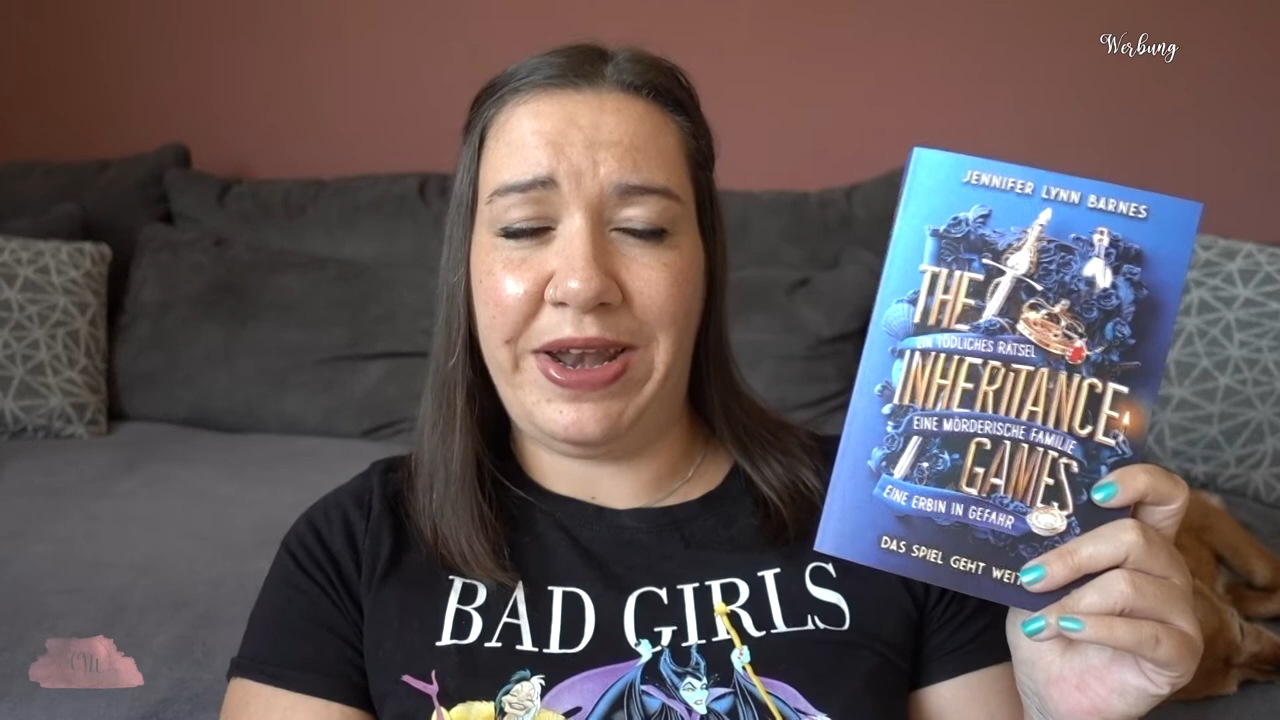 Werbung
JENNIFER LYNN BARNES
THE
EIN TÖDLICHES RÄTSEL
INHERITANCE
EINE MÖRDERISCHE FAMILIE
GAMES
EINE ERBIN IN GEFAHR
DAS SPIEL GEHT WEIT
BAD GIRLS